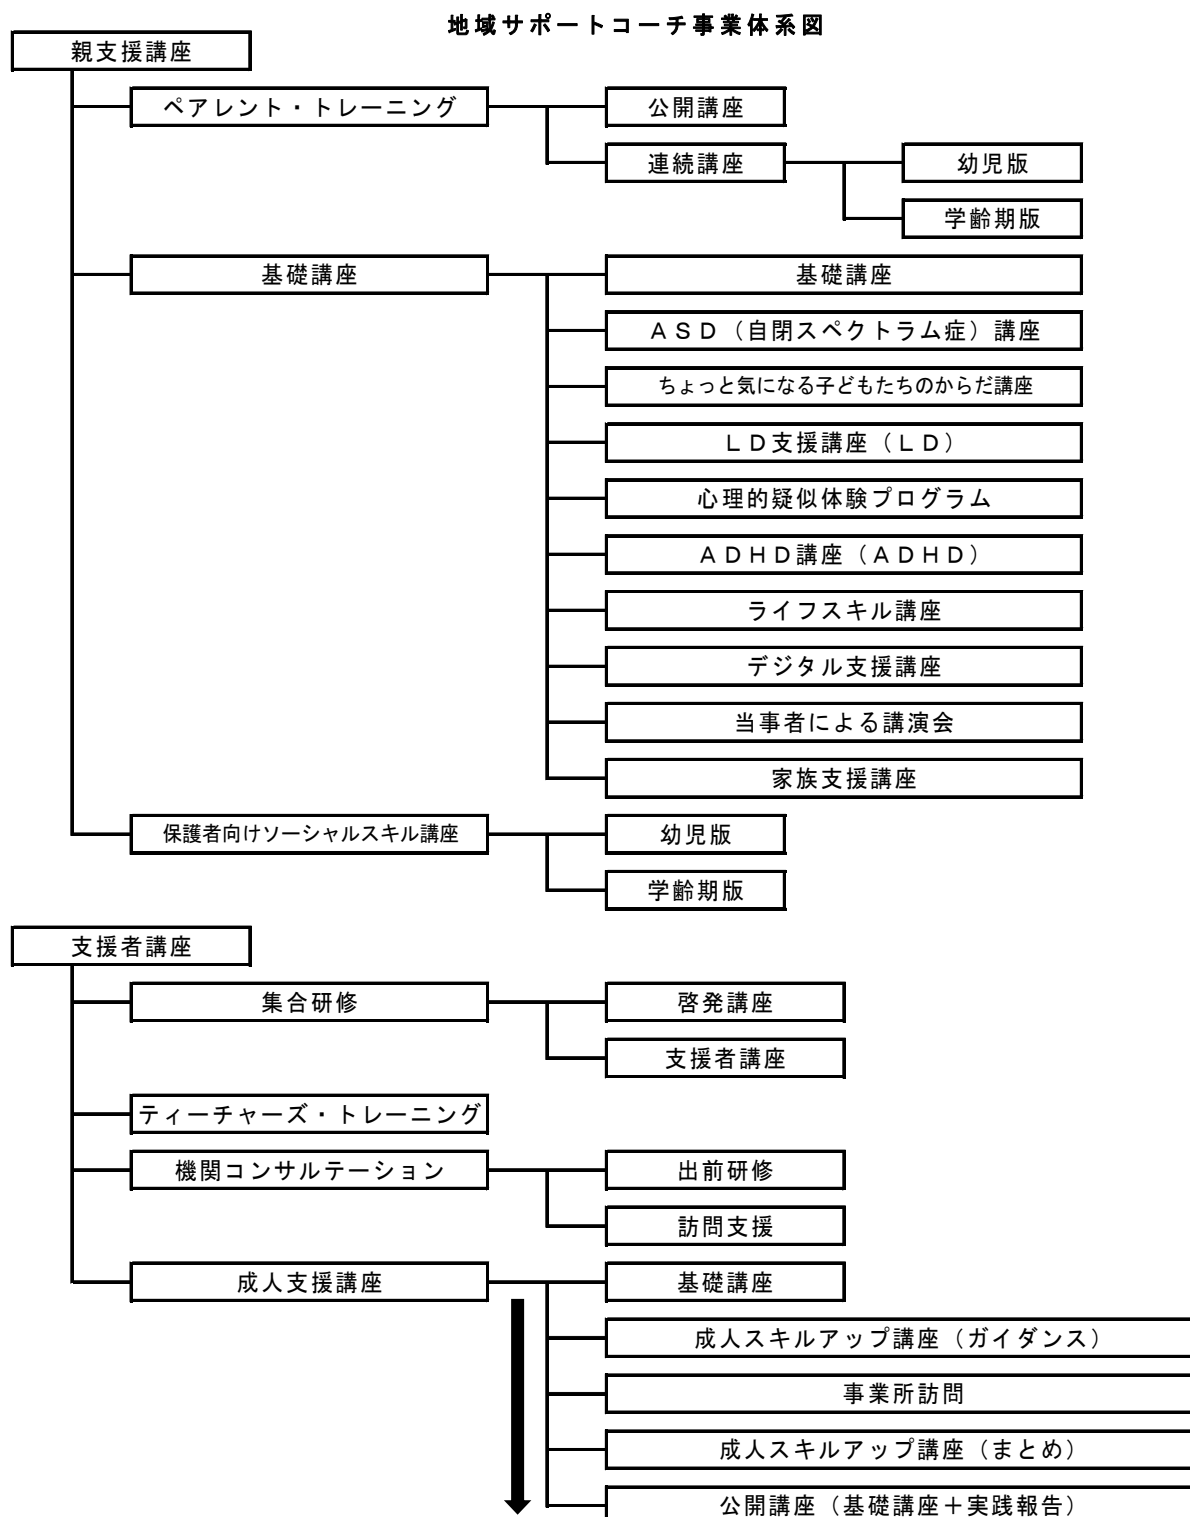 地域サポートコーチ事業体系図
親支援講座
ペアレント・トレーニング
公開講座
連続講座
幼児版
学齢期版
基礎講座
基礎講座
ＡＳＤ（自閉スペクトラム症）講座
ちょっと気になる子どもたちのからだ講座
ＬＤ支援講座（ＬＤ）
心理的疑似体験プログラム
ＡＤＨＤ講座（ＡＤＨＤ）
ライフスキル講座
デジタル支援講座
当事者による講演会
家族支援講座
保護者向けソーシャルスキル講座
幼児版
学齢期版
支援者講座
集合研修
啓発講座
支援者講座
ティーチャーズ・トレーニング
機関コンサルテーション
出前研修
訪問支援
成人支援講座
基礎講座
成人スキルアップ講座（ガイダンス）
事業所訪問
成人スキルアップ講座（まとめ）
公開講座（基礎講座＋実践報告）